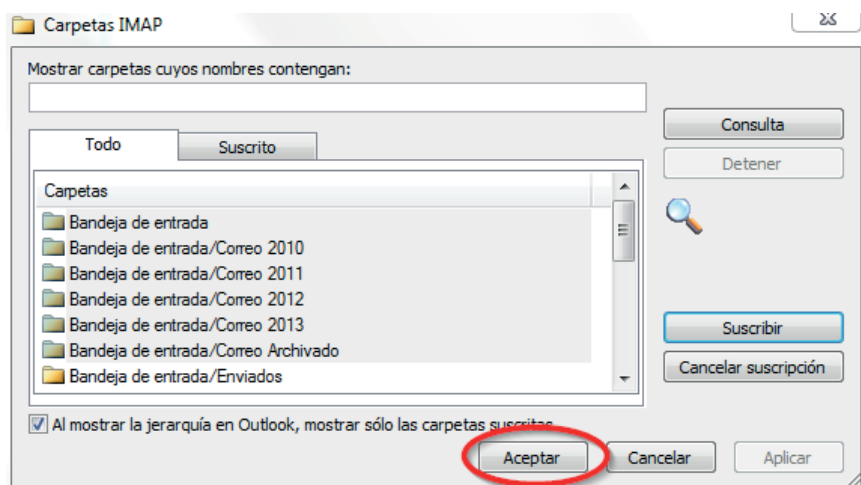 Carpetas IMAP
Mostrar carpetas cuyos nombres contengan:
Consulta
Todo Suscrito
Detener
Carpetas
Bandeja de entrada
Bandeja de entrada/Correo 2010
Bandeja de entrada/Correo 2011
Bandeja de entrada/Correo 2012
Bandeja de entrada/Correo 2013
Suscribir
Bandeja de entrada/Correo Archivado
Cancelar suscripción
Bandeja de entrada/Enviados
Al mostrar la jerarquía en Outlook, mostrar sólo las carpetas suscritas
Aceptar Cancelar Aplicar